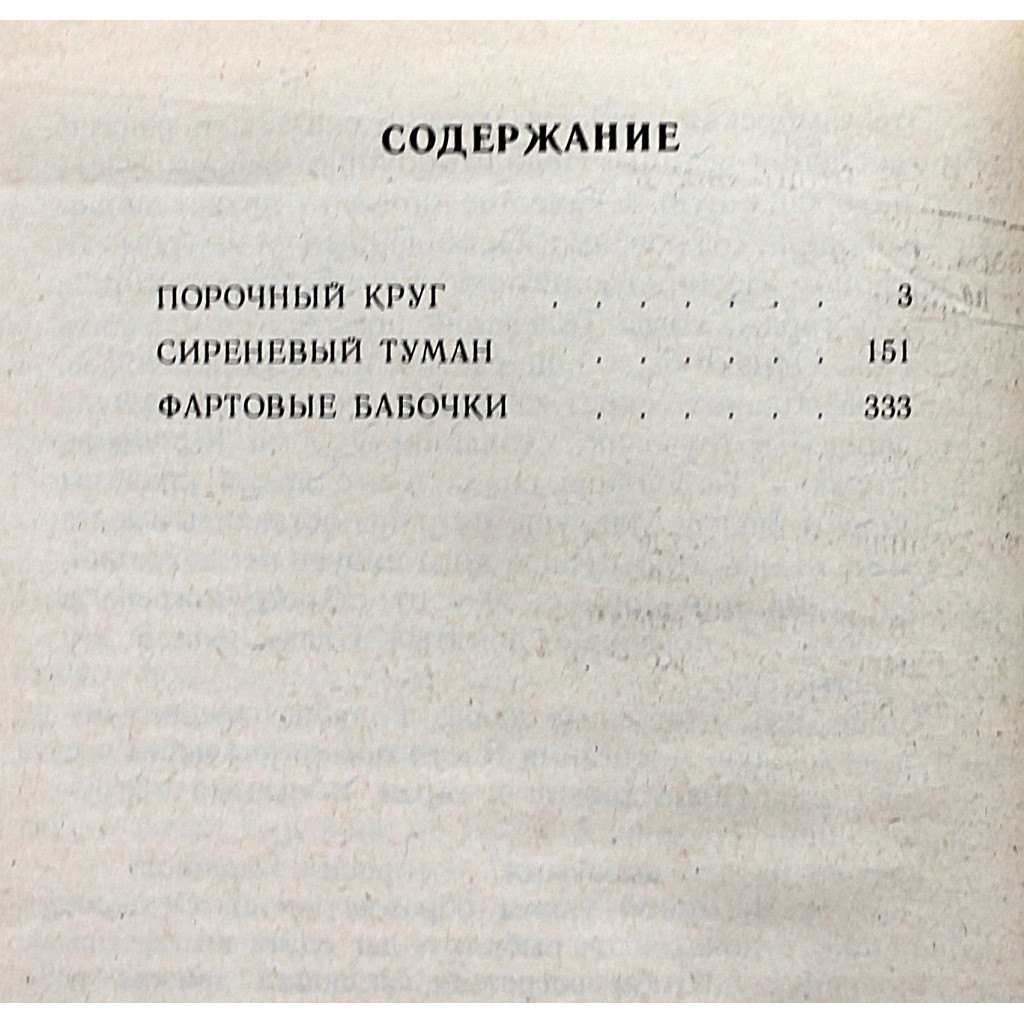 СОДЕРЖАНИЕ
ПОРОЧНЫЙ КРУГ . . . . . . . 3
СИРЕНЕВЫЙ ТУМАН . . . . . . 151
ФАРТОВЫЕ БАБОЧКИ . . . . . . 333